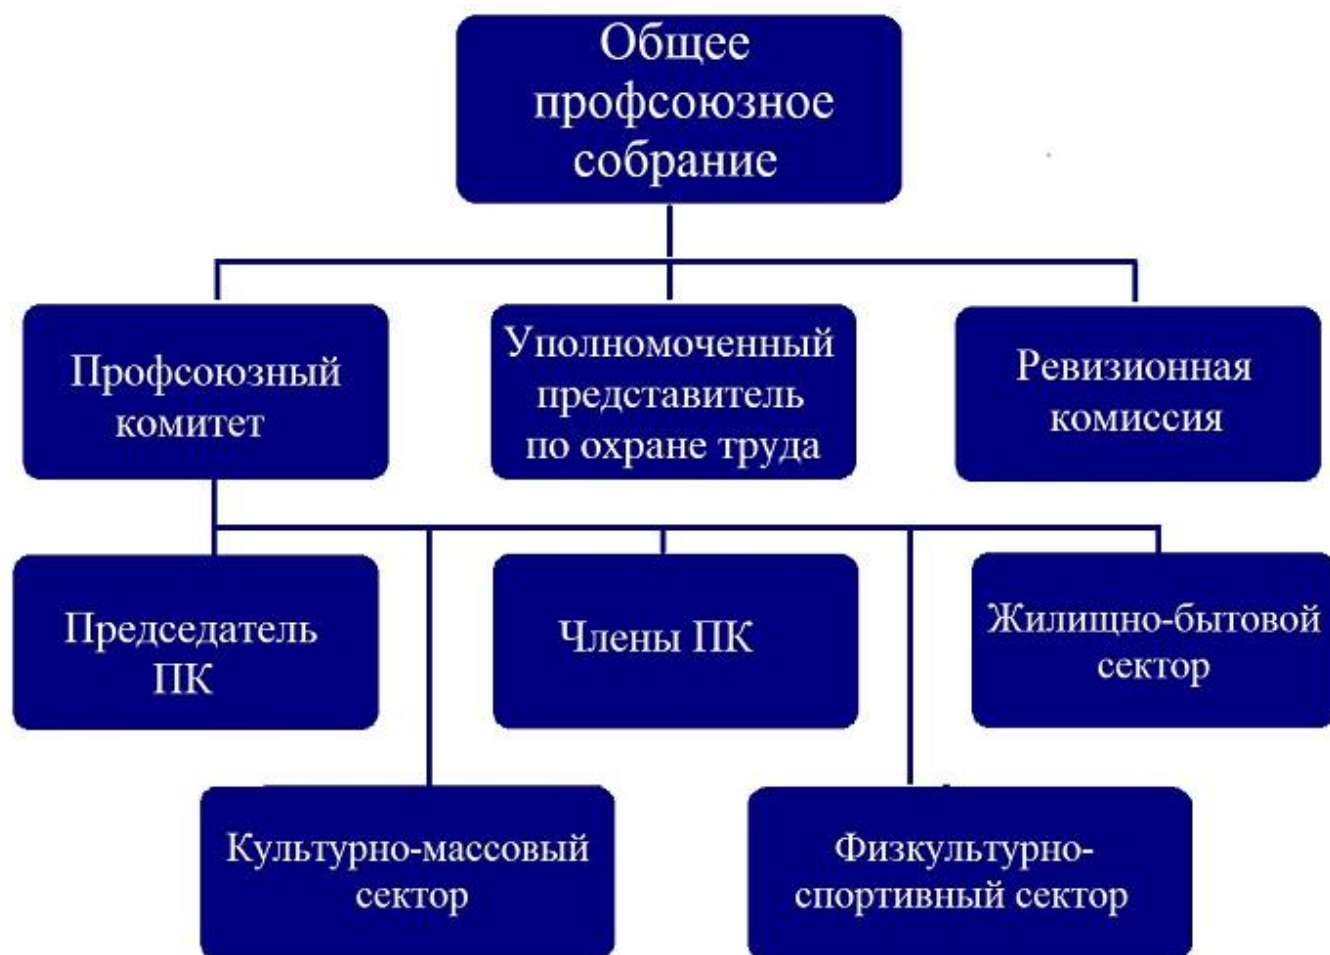 Общее
профсоюзное
собрание
Профсоюзный
комитет
Уполномоченный
представитель
по охране труда
Ревизионная
комиссия
Председатель
ПК
Члены ПК
Жилищно-бытовой
сектор
Культурно-массовый
сектор
Физкультурно-
спортивный сектор